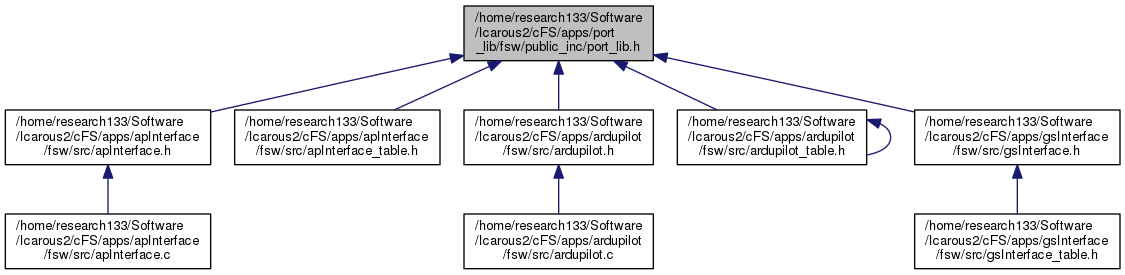 /home/research133/Software
/Icarous2/cFS/apps/port
_lib/fsw/public_inc/port_lib.h
/home/research133/Software
/Icarous2/cFS/apps/apInterface
/fsw/src/apInterface.h
/home/research133/Software
/Icarous2/cFS/apps/apInterface
/fsw/src/apInterface_table.h
/home/research133/Software
/Icarous2/cFS/apps/ardupilot
/fsw/src/ardupilot.h
/home/research133/Software
/Icarous2/cFS/apps/ardupilot
/fsw/src/ardupilot_table.h
/home/research133/Software
/Icarous2/cFS/apps/gsInterface
/fsw/src/gsInterface.h
/home/research133/Software
/Icarous2/cFS/apps/apInterface
/fsw/src/apInterface.c
/home/research133/Software
/Icarous2/cFS/apps/ardupilot
/fsw/src/ardupilot.c
/home/research133/Software
/Icarous2/cFS/apps/gsInterface
/fsw/src/gsInterface_table.h